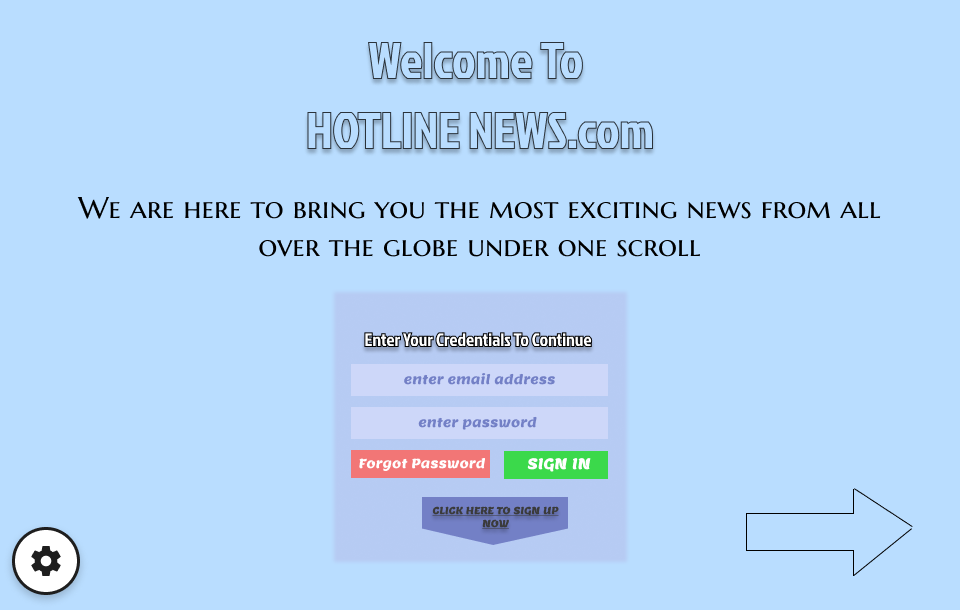 Welcome To
HOTLINE NEWS.com
We are here to bring you the most exciting news from all
over the globe under one scroll
Enter Your Credentials To Continue
enter email address
enter password
Forgot Password
SIGN IN
CLICK HERE TO SIGN UP
NOW